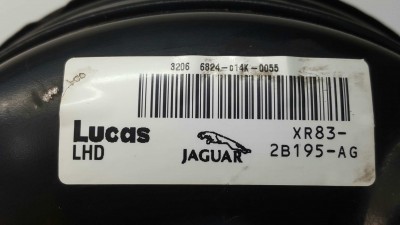 3206 6824-014K-0055
Lucas
LHD
JAGUAR
XR83-
2B195-AG